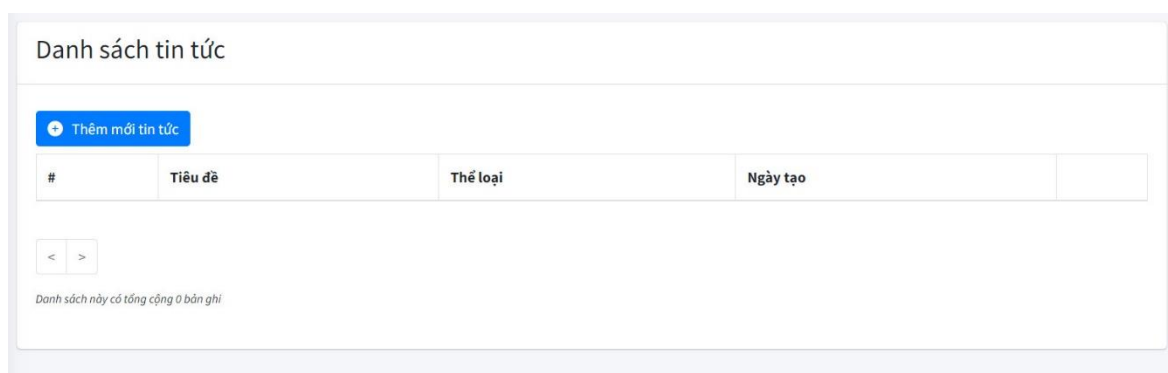 Danh sách tin tức
Thêm mới tin tức
# Tiêu đề Thể loại Ngày tạo
< >
Danh sách này có tổng cộng 0 bản ghi